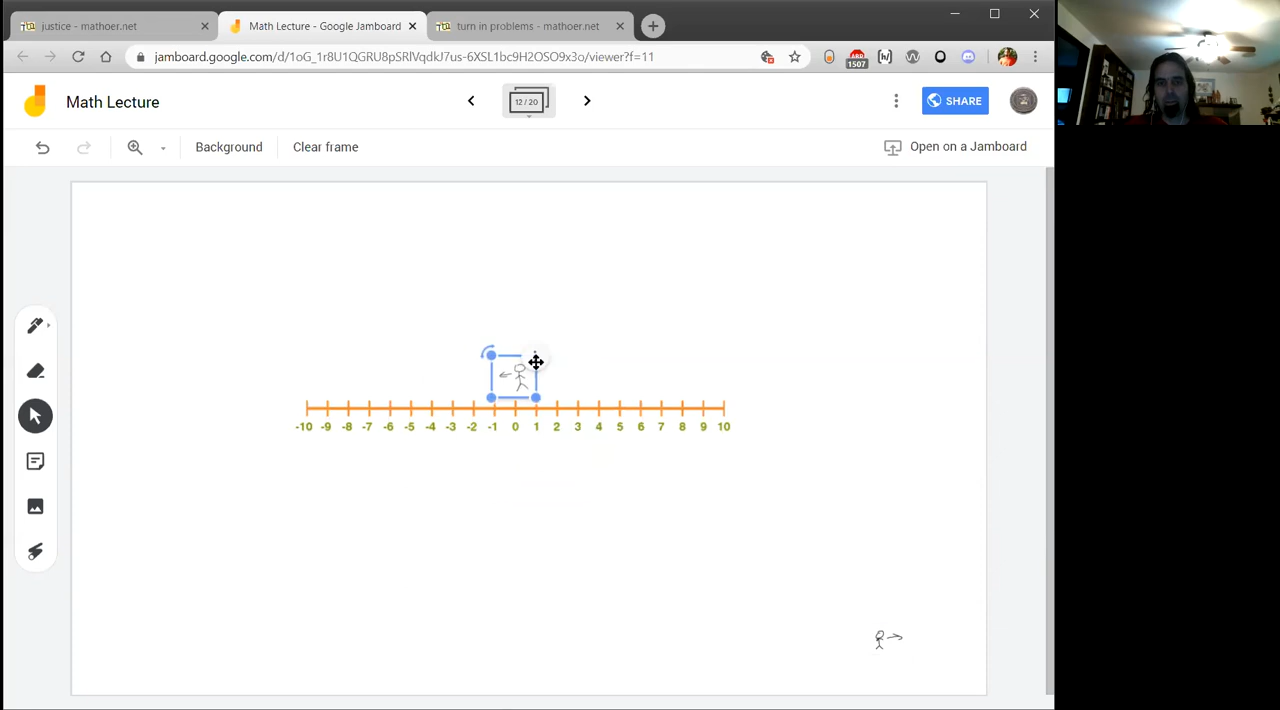 justice - mathoer.net
Math Lecture - Google Jamboard
turn in problems - mathoer.net
jamboard.google.com/d/1oG_1r8U1QGRU8pSRlVqdkJ7us-6XSL1bc9H2OSO9x3o/viewer?f=11
1507
Math Lecture
12 / 20
SHARE
Background
Clear frame
Open on a Jamboard
-10 -9 -8 -7 -6 -5 -4 -3 -2 -1 0 1 2 3 4 5 6 7 8 9 10